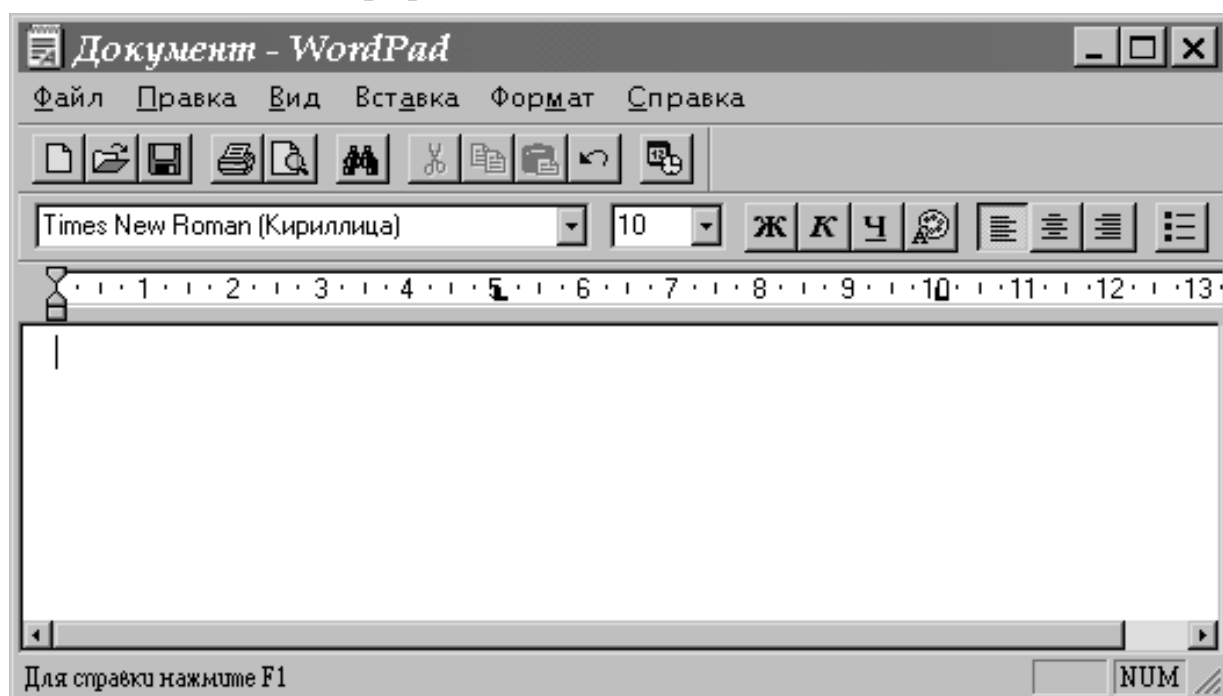 Документ - WordPad
Файл Правка Вид Вставка Формат Справка
Times New Roman (Кириллица) 10 Ж К Ч
1 2 3 4 5 6 7 8 9 10 11 12 13
Для справки нажмите F1 NUM